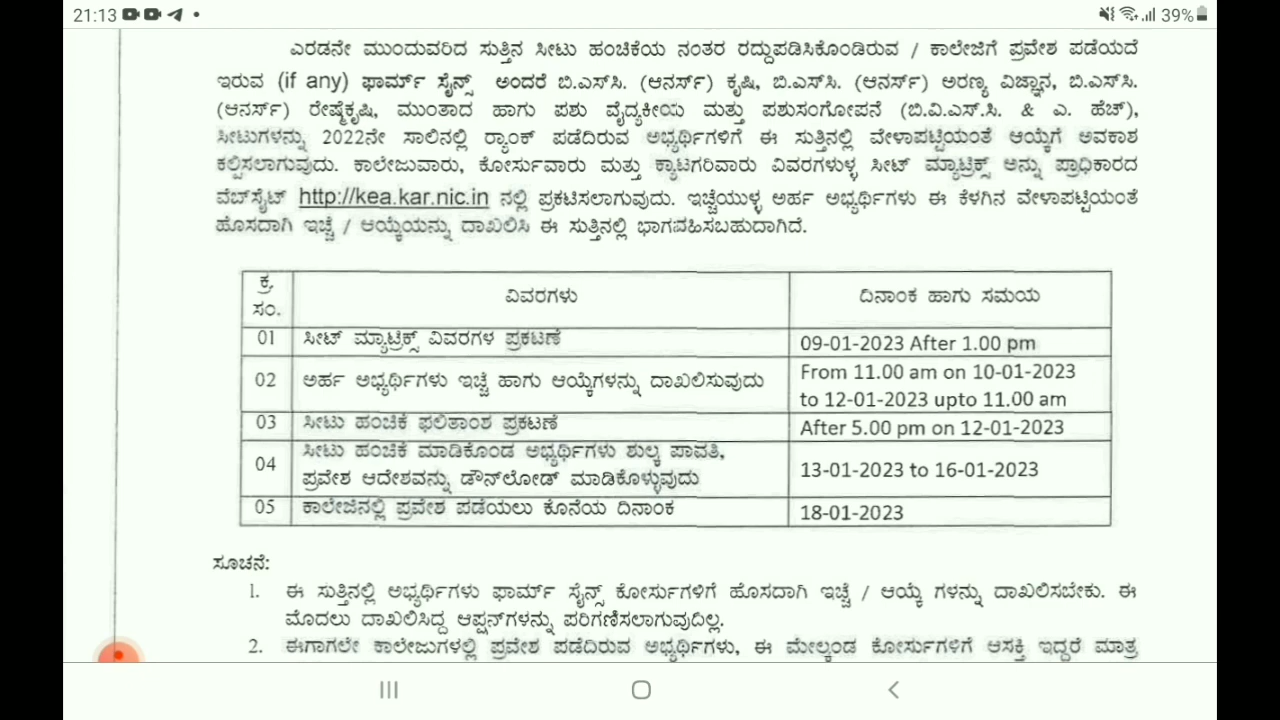 21:13
39%
ಎರಡನೇ ಮುಂದುವರಿದ ಸುತ್ತಿನ ಸೀಟು ಹಂಚಿಕೆಯ ನಂತರ ರದ್ದುಪಡಿಸಿಕೊಂಡಿರುವ / ಕಾಲೇಜಿಗೆ ಪ್ರವೇಶ ಪಡೆಯದೆ
ಇರುವ (if any) ಫಾರ್ಮ್ ಸೈನ್ಸ್ ಅಂದರೆ ಬಿ.ಎಸ್‌ಸಿ. (ಆನರ್ಸ್) ಕೃಷಿ, ಬಿ.ಎಸ್‌ಸಿ. (ಆನರ್ಸ್) ಅರಣ್ಯ ವಿಜ್ಞಾನ, ಬಿ.ಎಸ್‌ಸಿ.
(ಆನರ್ಸ್) ರೇಷ್ಮೆಕೃಷಿ, ಮುಂತಾದ ಹಾಗು ಪಶು ವೈದ್ಯಕೀಯ ಮತ್ತು ಪಶುಸಂಗೋಪನೆ (ಬಿ.ವಿ.ಎಸ್.ಸಿ. & ಎ. ಹೆಚ್),
ಸೀಟುಗಳನ್ನು 2022ನೇ ಸಾಲಿನಲ್ಲಿ ರ‍್ಯಾಂಕ್ ಪಡೆದಿರುವ ಅಭ್ಯರ್ಥಿಗಳಿಗೆ ಈ ಸುತ್ತಿನಲ್ಲಿ ವೇಳಾಪಟ್ಟಿಯಂತೆ ಆಯ್ಕೆಗೆ ಅವಕಾಶ
ಕಲ್ಪಿಸಲಾಗುವುದು. ಕಾಲೇಜುವಾರು, ಕೋರ್ಸುವಾರು ಮತ್ತು ಕ್ಯಾಟಗರಿವಾರು ವಿವರಗಳುಳ್ಳ ಸೀಟ್ ಮ್ಯಾಟ್ರಿಕ್ಸ್ ಅನ್ನು ಪ್ರಾಧಿಕಾರದ
ವೆಬ್‌ಸೈಟ್ http://kea.kar.nic.in ನಲ್ಲಿ ಪ್ರಕಟಿಸಲಾಗುವುದು. ಇಚ್ಚೆಯುಳ್ಳ ಅರ್ಹ ಅಭ್ಯರ್ಥಿಗಳು ಈ ಕೆಳಗಿನ ವೇಳಾಪಟ್ಟಿಯಂತೆ
ಹೊಸದಾಗಿ ಇಚ್ಚೆ / ಆಯ್ಕೆಯನ್ನು ದಾಖಲಿಸಿ ಈ ಸುತ್ತಿನಲ್ಲಿ ಭಾಗವಹಿಸಬಹುದಾಗಿದೆ.
ಕ್ರ. ಸಂ. ವಿವರಗಳು ದಿನಾಂಕ ಹಾಗು ಸಮಯ
01 ಸೀಟ್ ಮ್ಯಾಟ್ರಿಕ್ಸ್ ವಿವರಗಳ ಪ್ರಕಟಣೆ 09-01-2023 After 1.00 pm
02 ಅರ್ಹ ಅಭ್ಯರ್ಥಿಗಳು ಇಚ್ಚೆ ಹಾಗು ಆಯ್ಕೆಗಳನ್ನು ದಾಖಲಿಸುವುದು From 11.00 am on 10-01-2023
to 12-01-2023 upto 11.00 am
03 ಸೀಟು ಹಂಚಿಕೆ ಫಲಿತಾಂಶ ಪ್ರಕಟಣೆ After 5.00 pm on 12-01-2023
04 ಸೀಟು ಹಂಚಿಕೆ ಮಾಡಿಕೊಂಡ ಅಭ್ಯರ್ಥಿಗಳು ಶುಲ್ಕ ಪಾವತಿ,
ಪ್ರವೇಶ ಆದೇಶವನ್ನು ಡೌನ್‌ಲೋಡ್ ಮಾಡಿಕೊಳ್ಳುವುದು 13-01-2023 to 16-01-2023
05 ಕಾಲೇಜಿನಲ್ಲಿ ಪ್ರವೇಶ ಪಡೆಯಲು ಕೊನೆಯ ದಿನಾಂಕ 18-01-2023
ಸೂಚನೆ:
1. ಈ ಸುತ್ತಿನಲ್ಲಿ ಅಭ್ಯರ್ಥಿಗಳು ಫಾರ್ಮ್ ಸೈನ್ಸ್ ಕೋರ್ಸುಗಳಿಗೆ ಹೊಸದಾಗಿ ಇಚ್ಚೆ / ಆಯ್ಕೆ ಗಳನ್ನು ದಾಖಲಿಸಬೇಕು. ಈ
ಮೊದಲು ದಾಖಲಿಸಿದ್ದ ಆಪ್ಷನ್‌ಗಳನ್ನು ಪರಿಗಣಿಸಲಾಗುವುದಿಲ್ಲ.
2. ಈಗಾಗಲೇ ಕಾಲೇಜುಗಳಲ್ಲಿ ಪ್ರವೇಶ ಪಡೆದಿರುವ ಅಭ್ಯರ್ಥಿಗಳು, ಈ ಮೇಲ್ಕಂಡ ಕೋರ್ಸುಗಳಿಗೆ ಆಸಕ್ತಿ ಇದ್ದರೆ ಮಾತ್ರ